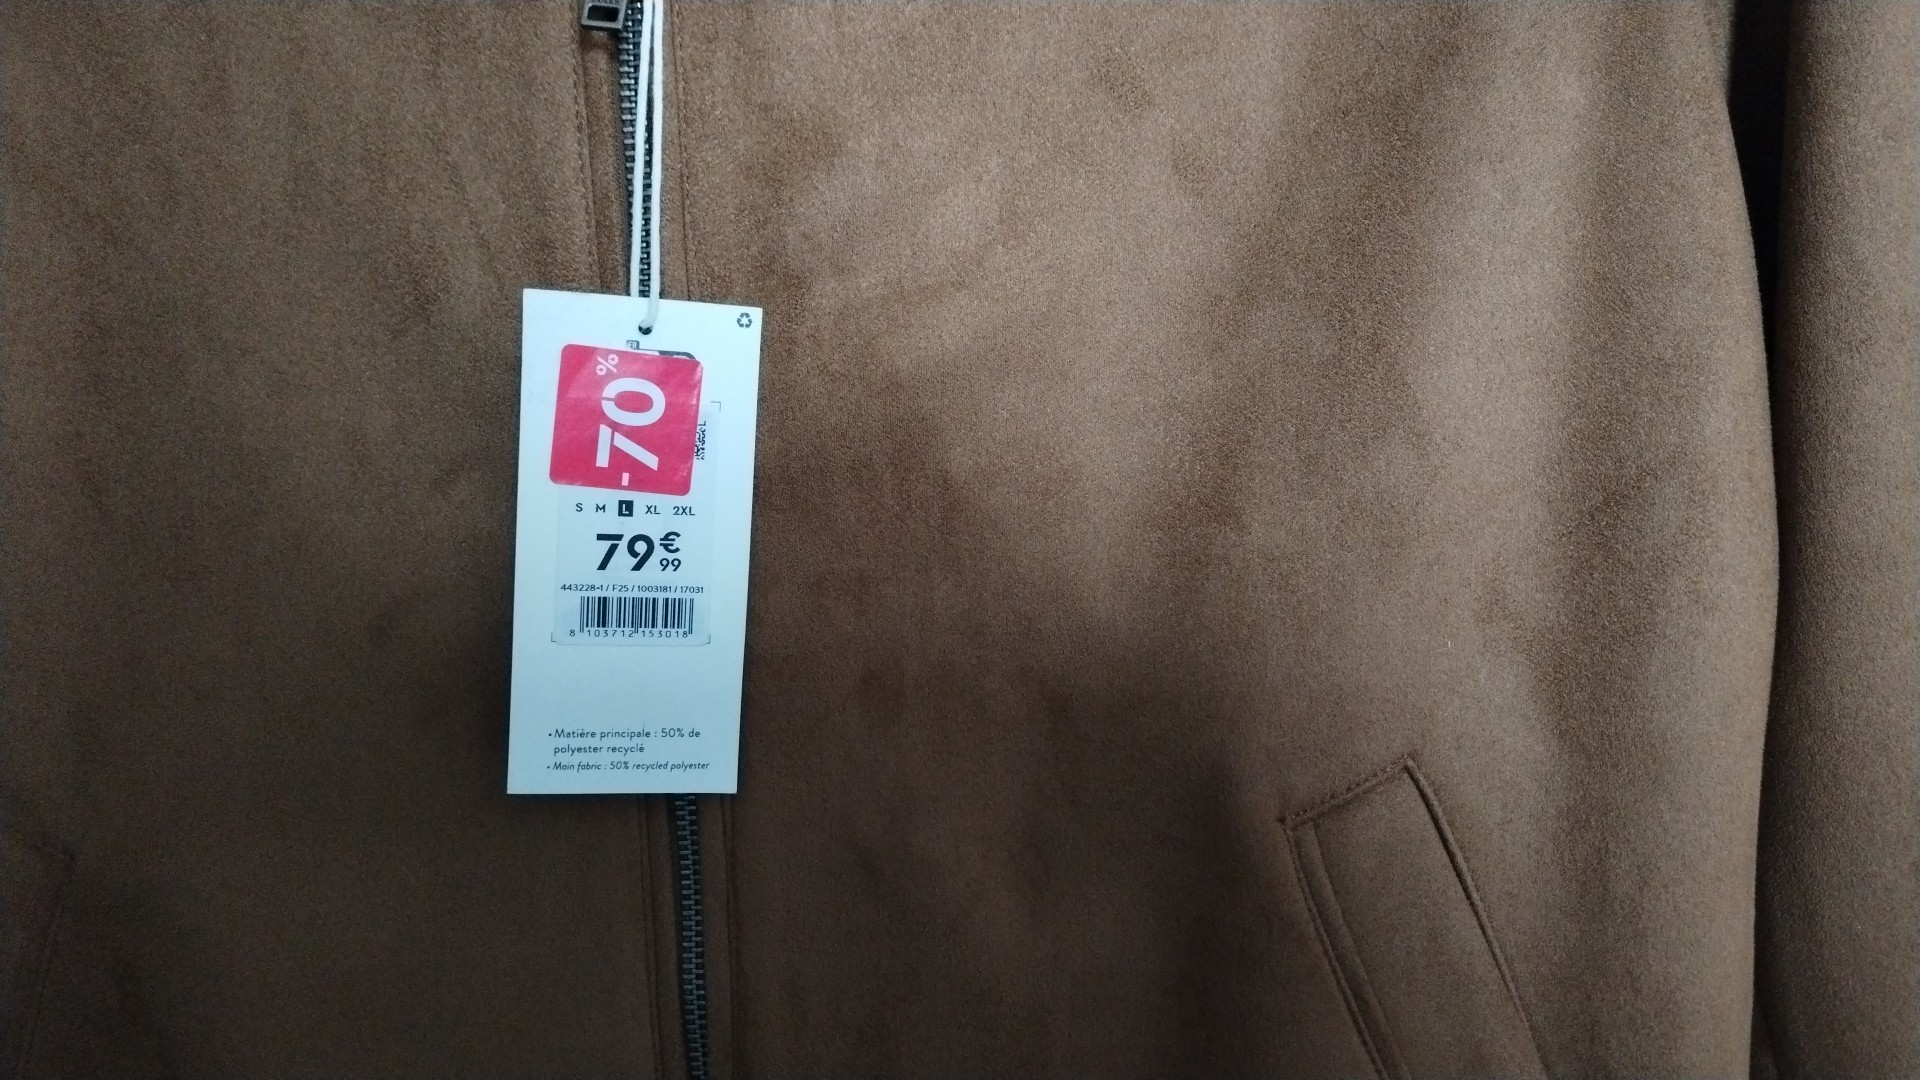 -70%
S M L XL 2XL
79€99
443228-1 / F25 / 1003181 / 17031
8 103712 153018
• Matière principale : 50% de
polyester recyclé
• Main fabric : 50% recycled polyester